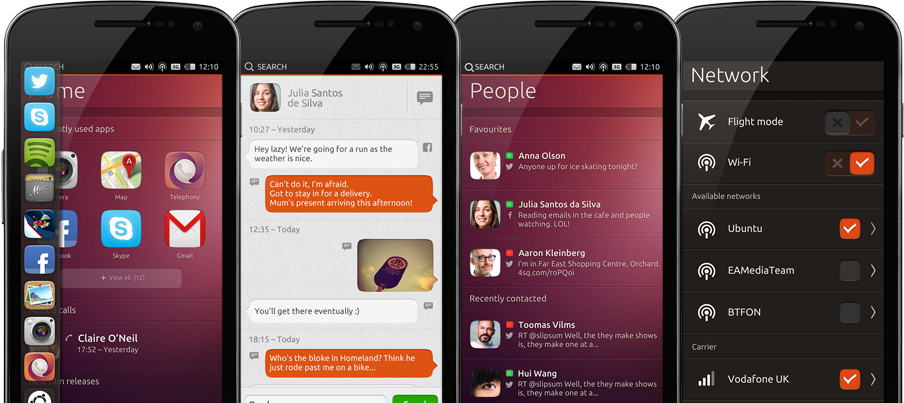 SEARCH
12:10
Home
Recently used apps
Map
Telephony
Skype
Gmail
+ View all (12)
Missed calls
Claire O'Neil
17:52 – Yesterday
film releases
SEARCH
22:55
Julia Santos
de Silva
10:27 – Yesterday
Hey lazy! We're going for a run as the
weather is nice.
Can't do it, I'm afraid.
Got to stay in for a delivery.
Mum's present arriving this afternoon!
12:35 – Today
You'll get there eventually :)
18:15 – Today
Who's the bloke in Homeland? Think he
just rode past me on a bike...
SEARCH
3G
12:10
People
Favourites
Anna Olson
Anyone up for ice skating tonight?
Julia Santos da Silva
Reading emails in the cafe and people
watching. LOL!
Aaron Kleinberg
I'm in Far East Shopping Centre, Orchard.
4sq.com/roPQoi
Recently contacted
Toomas Vilms
RT @slipsum Well, the they make shows
is, they make one at a...
Hui Wang
RT @slipsum Well, the they make shows
is, they make one at a...
Network
Flight mode
Wi-Fi
Available networks
Ubuntu
EAMediaTeam
BTFON
Carrier
Vodafone UK